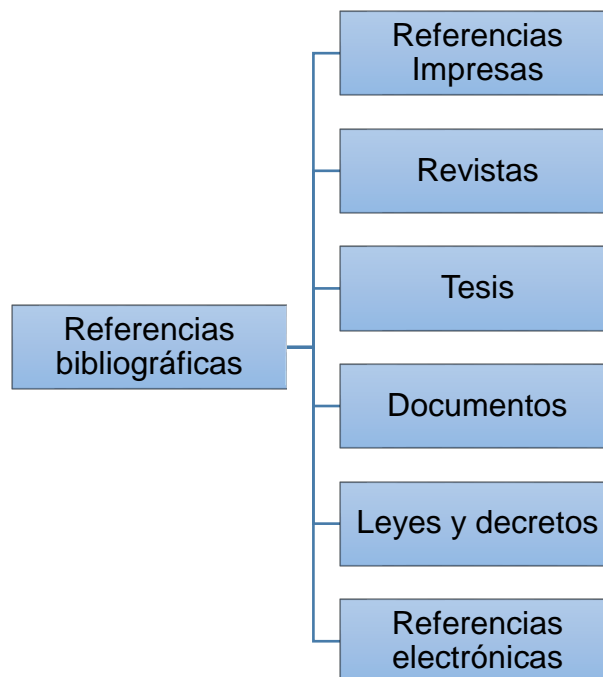 Referencias
Impresas
Revistas
Tesis
Referencias
bibliográficas
Documentos
Leyes y decretos
Referencias
electrónicas